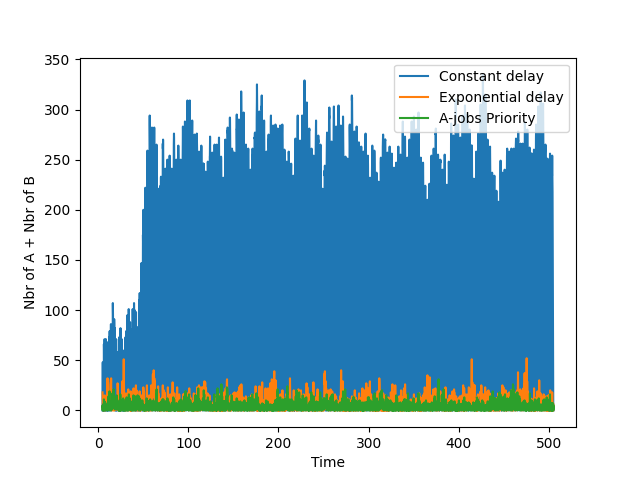 350
300
250
200
150
100
50
0
Nbr of A + Nbr of B
Constant delay
Exponential delay
A-jobs Priority
0 100 200 300 400 500
Time